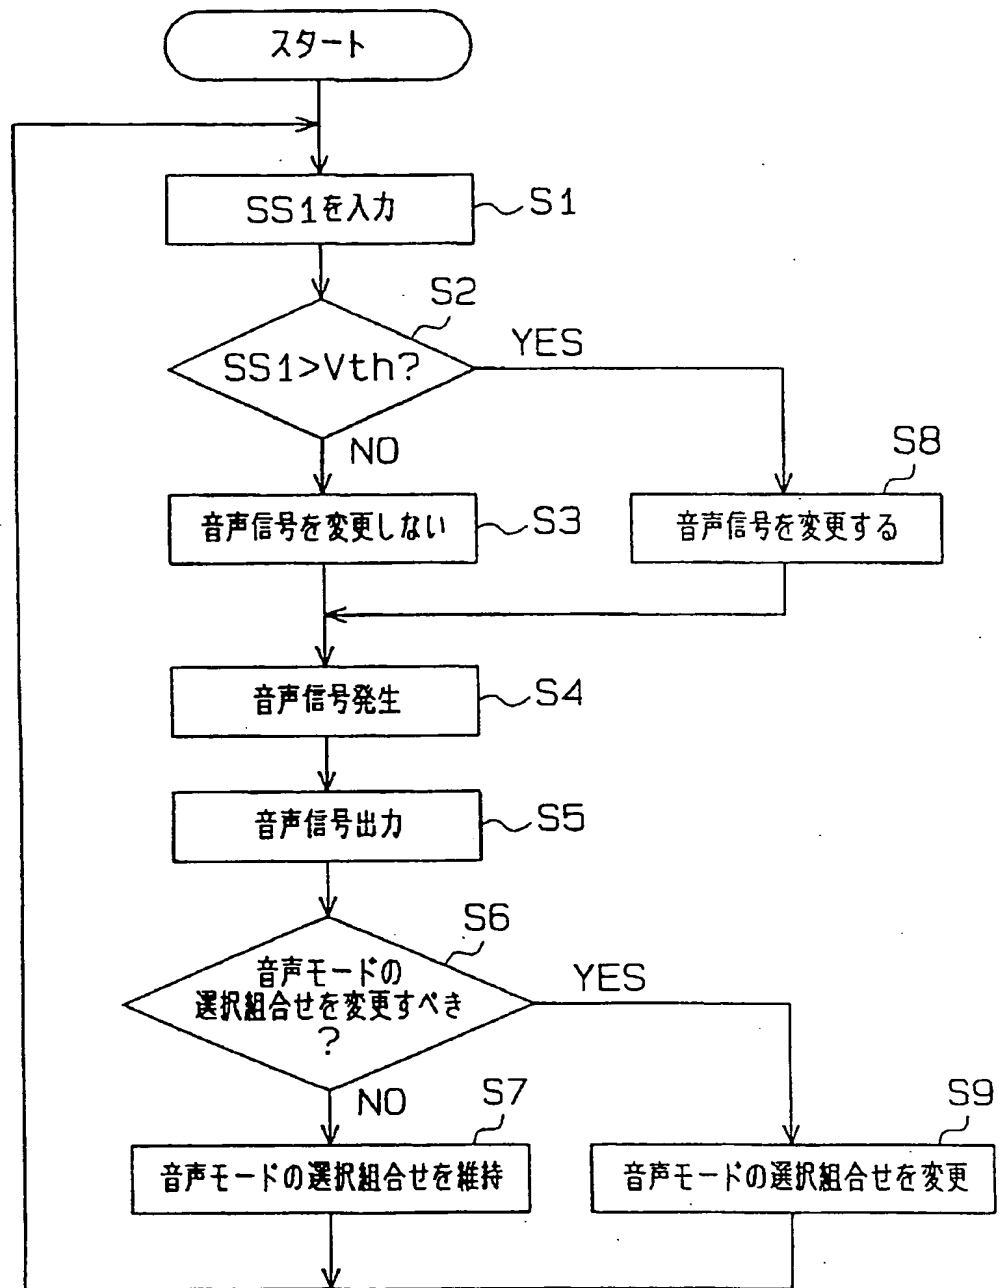 スタート
SS1を入力
S1
S2
SS1>Vth?
YES
NO
S8
音声信号を変更しない
S3
音声信号を変更する
音声信号発生
S4
音声信号出力
S5
S6
音声モードの
選択組合せを変更すべき
?
YES
NO
S7
S9
音声モードの選択組合せを維持
音声モードの選択組合せを変更